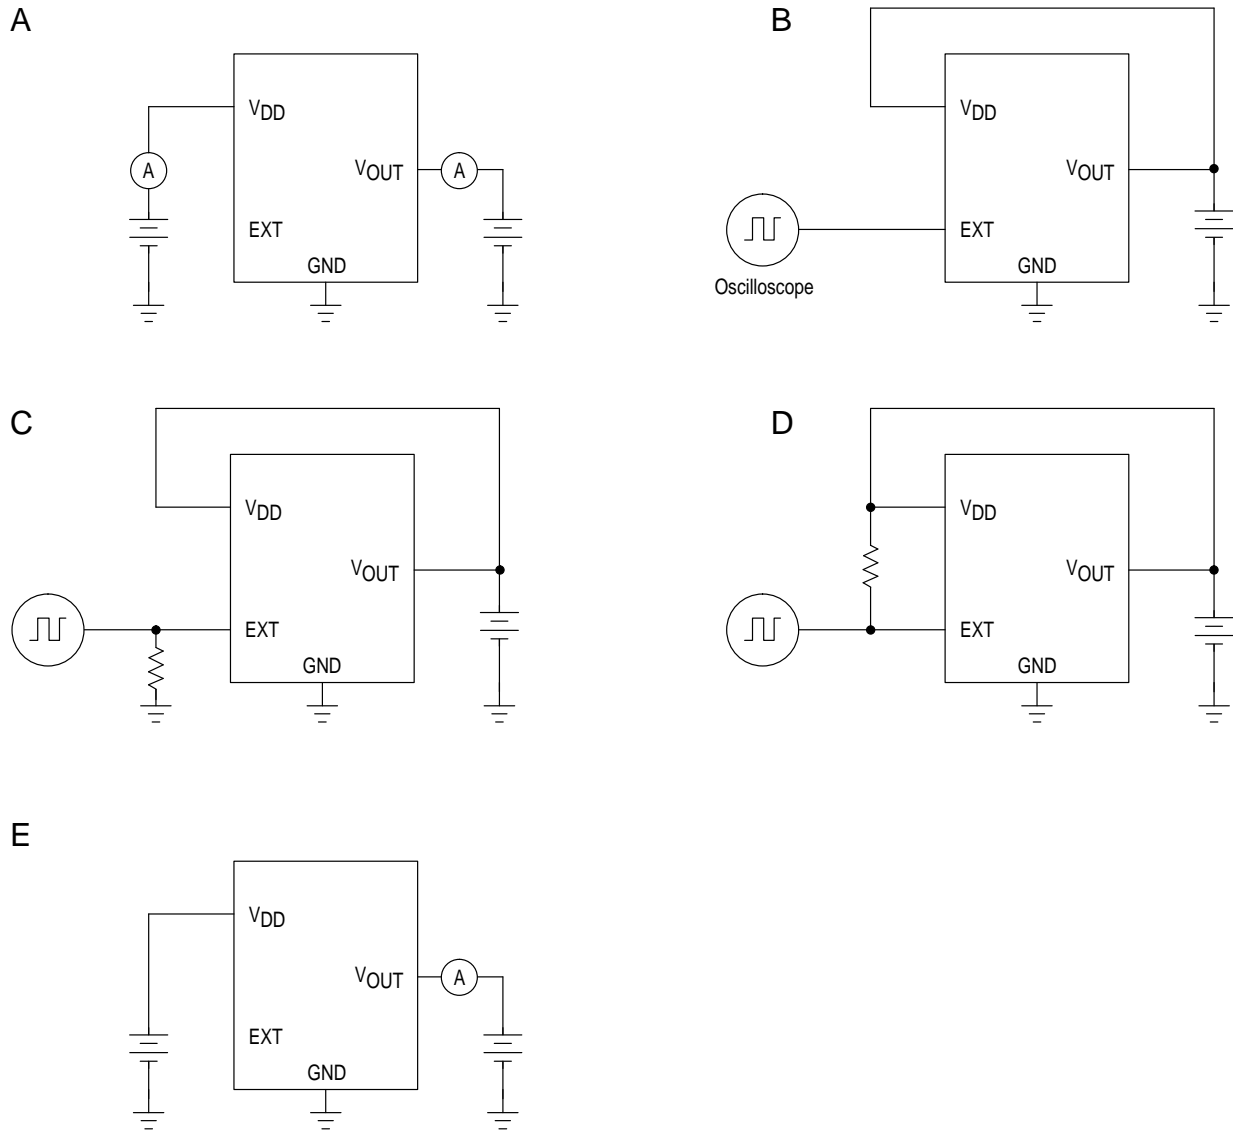 A
VDD
A
VOUT
A
EXT
GND
B
VDD
VOUT
EXT
GND
Oscilloscope
C
VDD
VOUT
EXT
GND
D
VDD
VOUT
EXT
GND
E
VDD
VOUT
A
EXT
GND